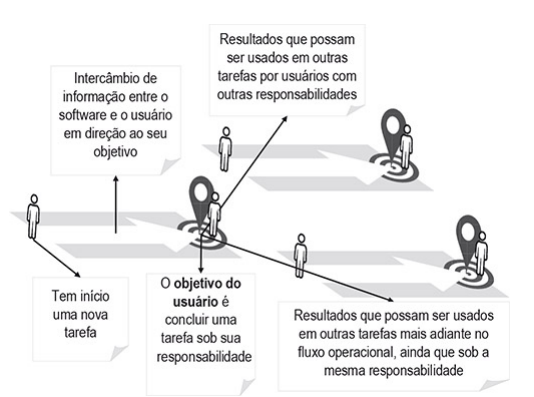 Resultados que possam
ser usados em outras
tarefas por usuários com
outras responsabilidades
Intercâmbio de
informação entre o
software e o usuário
em direção ao seu
objetivo
Tem início
uma nova
tarefa
O objetivo do
usuário é
concluir uma
tarefa sob sua
responsabilidade
Resultados que possam ser usados
em outras tarefas mais adiante no
fluxo operacional, ainda que sob a
mesma responsabilidade